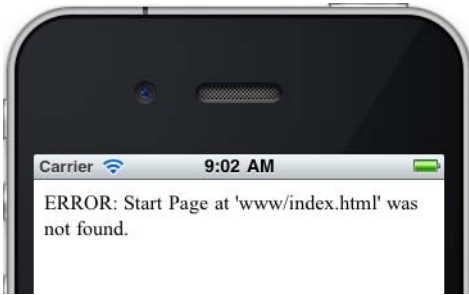 Carrier 9:02 AM
ERROR: Start Page at 'www/index.html' was
not found.